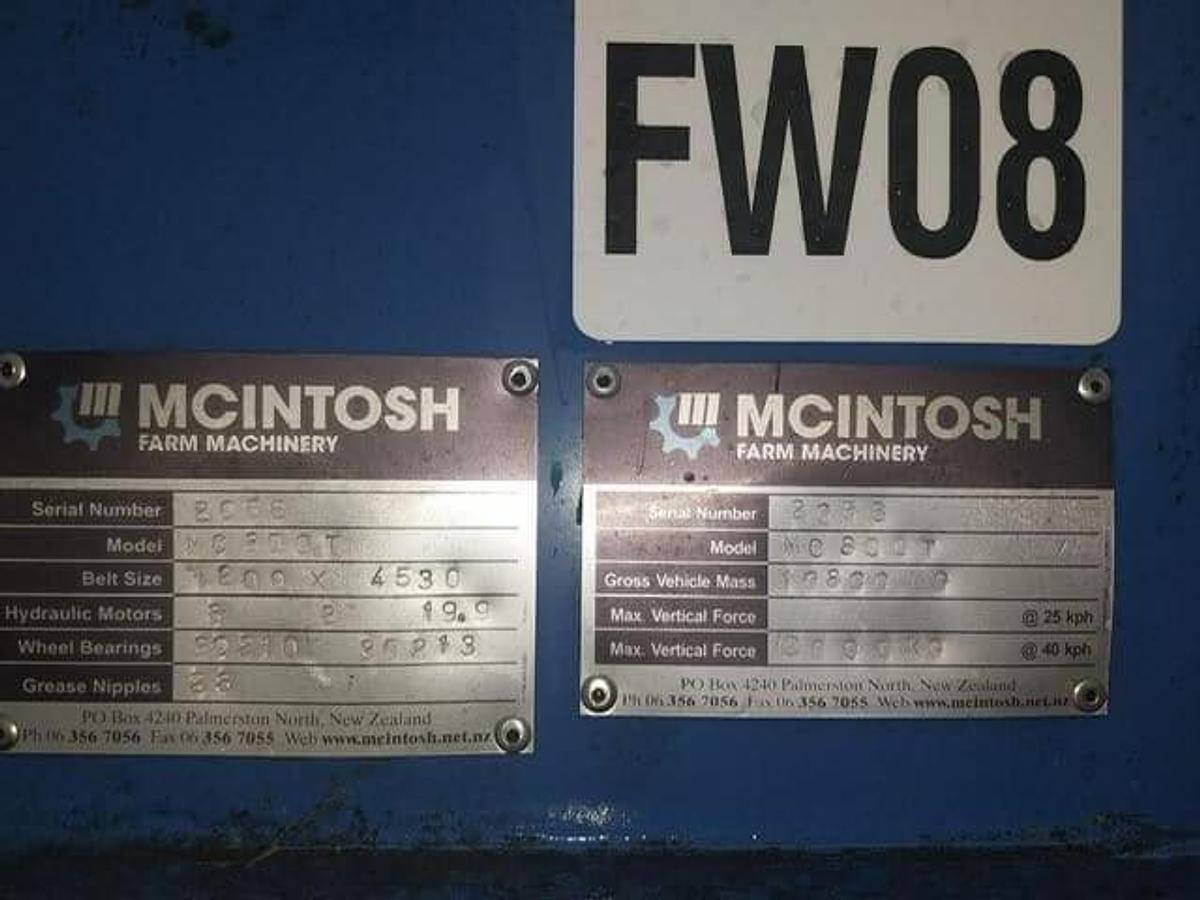 FW08
MCINTOSH
FARM MACHINERY
Serial Number
Model
Belt Size 4530
Hydraulic Motors 19.9
Wheel Bearings
Grease Nipples
PO Box 4240 Palmerston North, New Zealand
Ph 06 356 7056 Fax 06 356 7055 Web www.mcintosh.net.nz
MCINTOSH
FARM MACHINERY
Serial Number
Model
Gross Vehicle Mass
Max. Vertical Force @ 25 kph
Max. Vertical Force @ 40 kph
PO Box 4240 Palmerston North, New Zealand
Ph 06 356 7056 Fax 06 356 7055 Web www.mcintosh.net.nz